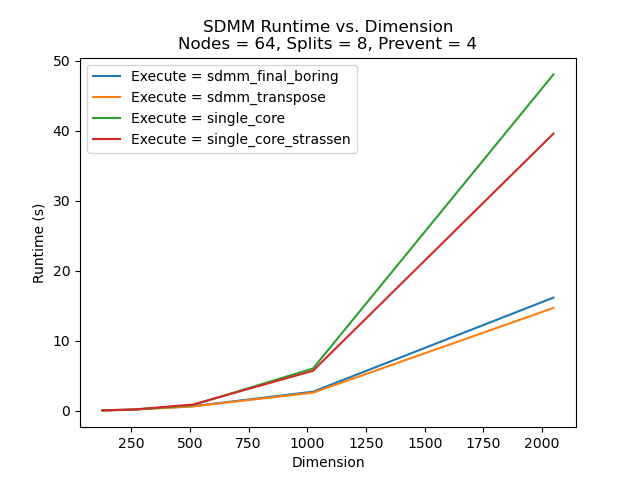 SDMM Runtime vs. Dimension
Nodes = 64, Splits = 8, Prevent = 4
Execute = sdmm_final_boring
Execute = sdmm_transpose
Execute = single_core
Execute = single_core_strassen
Runtime (s)
50
40
30
20
10
0
250 500 750 1000 1250 1500 1750 2000
Dimension